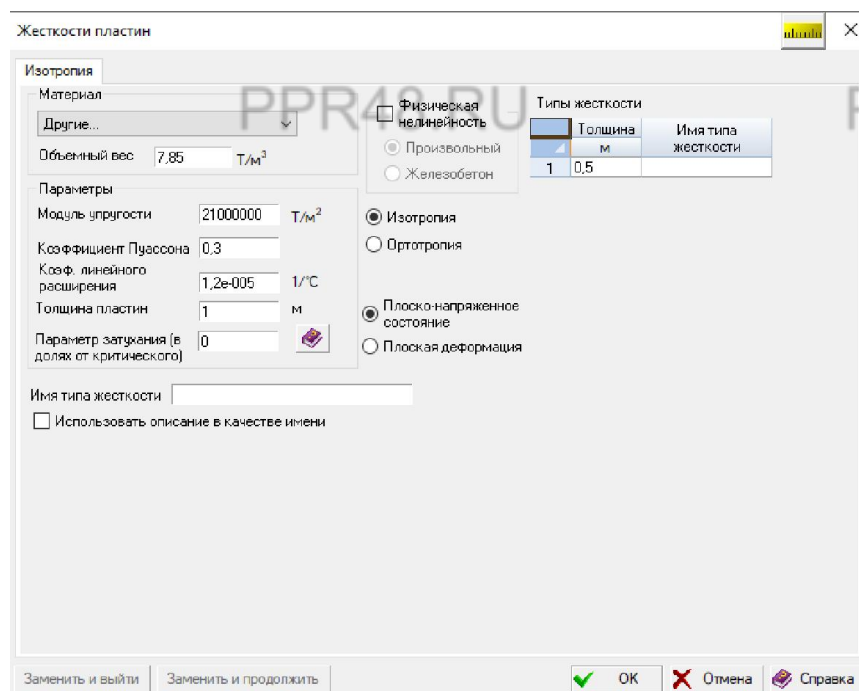 Жесткости пластин
Изотропия
Материал
Другие...
Объемный вес 7,85 Т/м³
Параметры
Модуль упругости 21000000 Т/м²
Коэффициент Пуассона 0,3
Коэф. линейного
расширения 1,2e-005 1/°C
Толщина пластин 1 м
Параметр затухания (в
долях от критического) 0
Физическая
нелинейность
Произвольный
Железобетон
Изотропия
Ортотропия
Плоско-напряженное
состояние
Плоская деформация
Типы жесткости
Толщина Имя типа
м жесткости
1 0,5
Имя типа жесткости
Использовать описание в качестве имени
Заменить и выйти Заменить и продолжить OK Отмена Справка
PPR48.RU